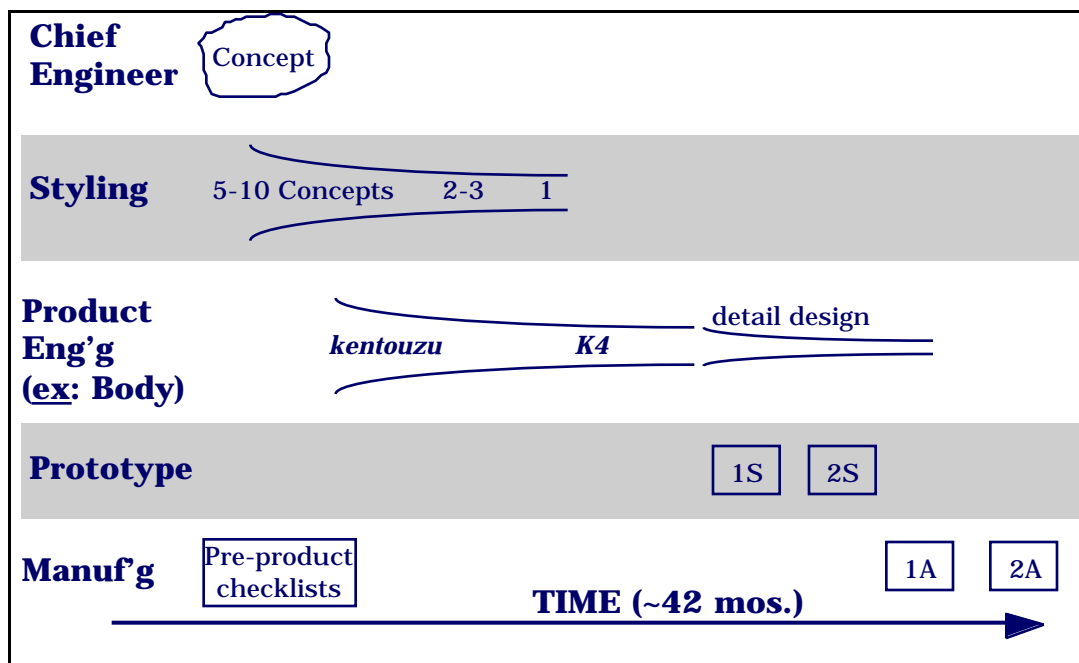 Chief
Engineer
Concept
Styling
5-10 Concepts 2-3 1
Product
Eng'g
(ex: Body)
kentouzu K4
detail design
Prototype
1S 2S
Manuf'g
Pre-product
checklists
1A 2A
TIME (~42 mos.)